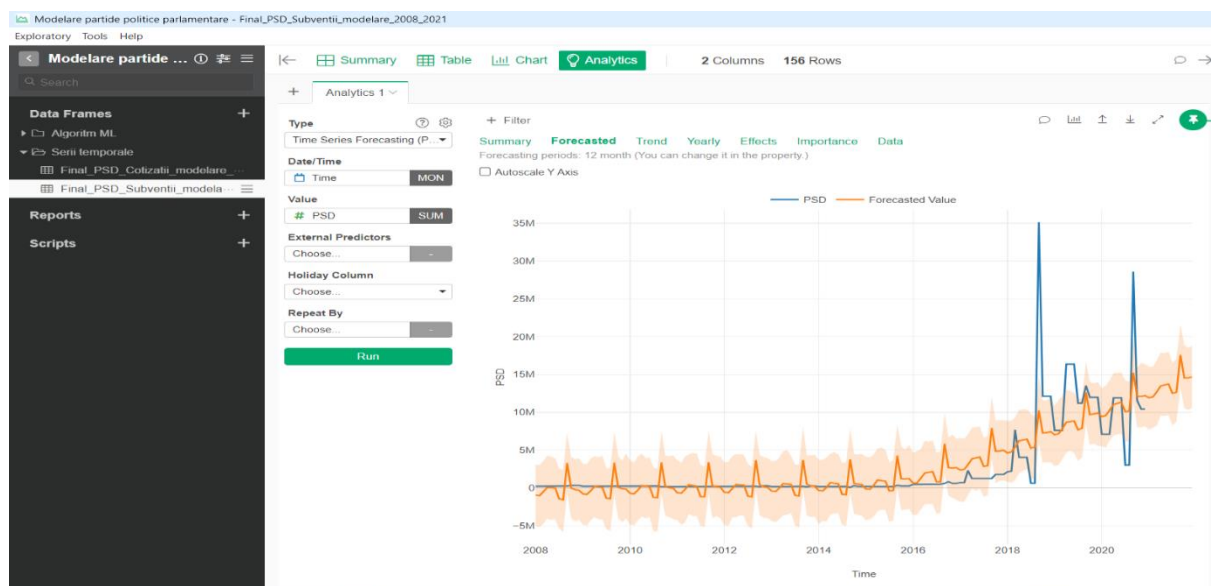 Modelare partide politice parlamentare - Final_PSD_Subventii_modelare_2008_2021
Exploratory Tools Help
Modelare partide ...
Summary Table Chart Analytics 2 Columns 156 Rows
Search
Analytics 1
Data Frames
Algoritm ML
Serii temporale
Final_PSD_Cotizatii_modelare_...
Final_PSD_Subventii_modela...
Reports
Scripts
Type
Time Series Forecasting (P...
Date/Time
Time MON
Value
# PSD SUM
External Predictors
Choose... -
Holiday Column
Choose...
Repeat By
Choose... -
Run
+ Filter
Summary Forecasted Trend Yearly Effects Importance Data
Forecasting periods: 12 month (You can change it in the property.)
Autoscale Y Axis
PSD Forecasted Value
35M
30M
25M
20M
15M
10M
5M
0
−5M
PSD
2008 2010 2012 2014 2016 2018 2020
Time